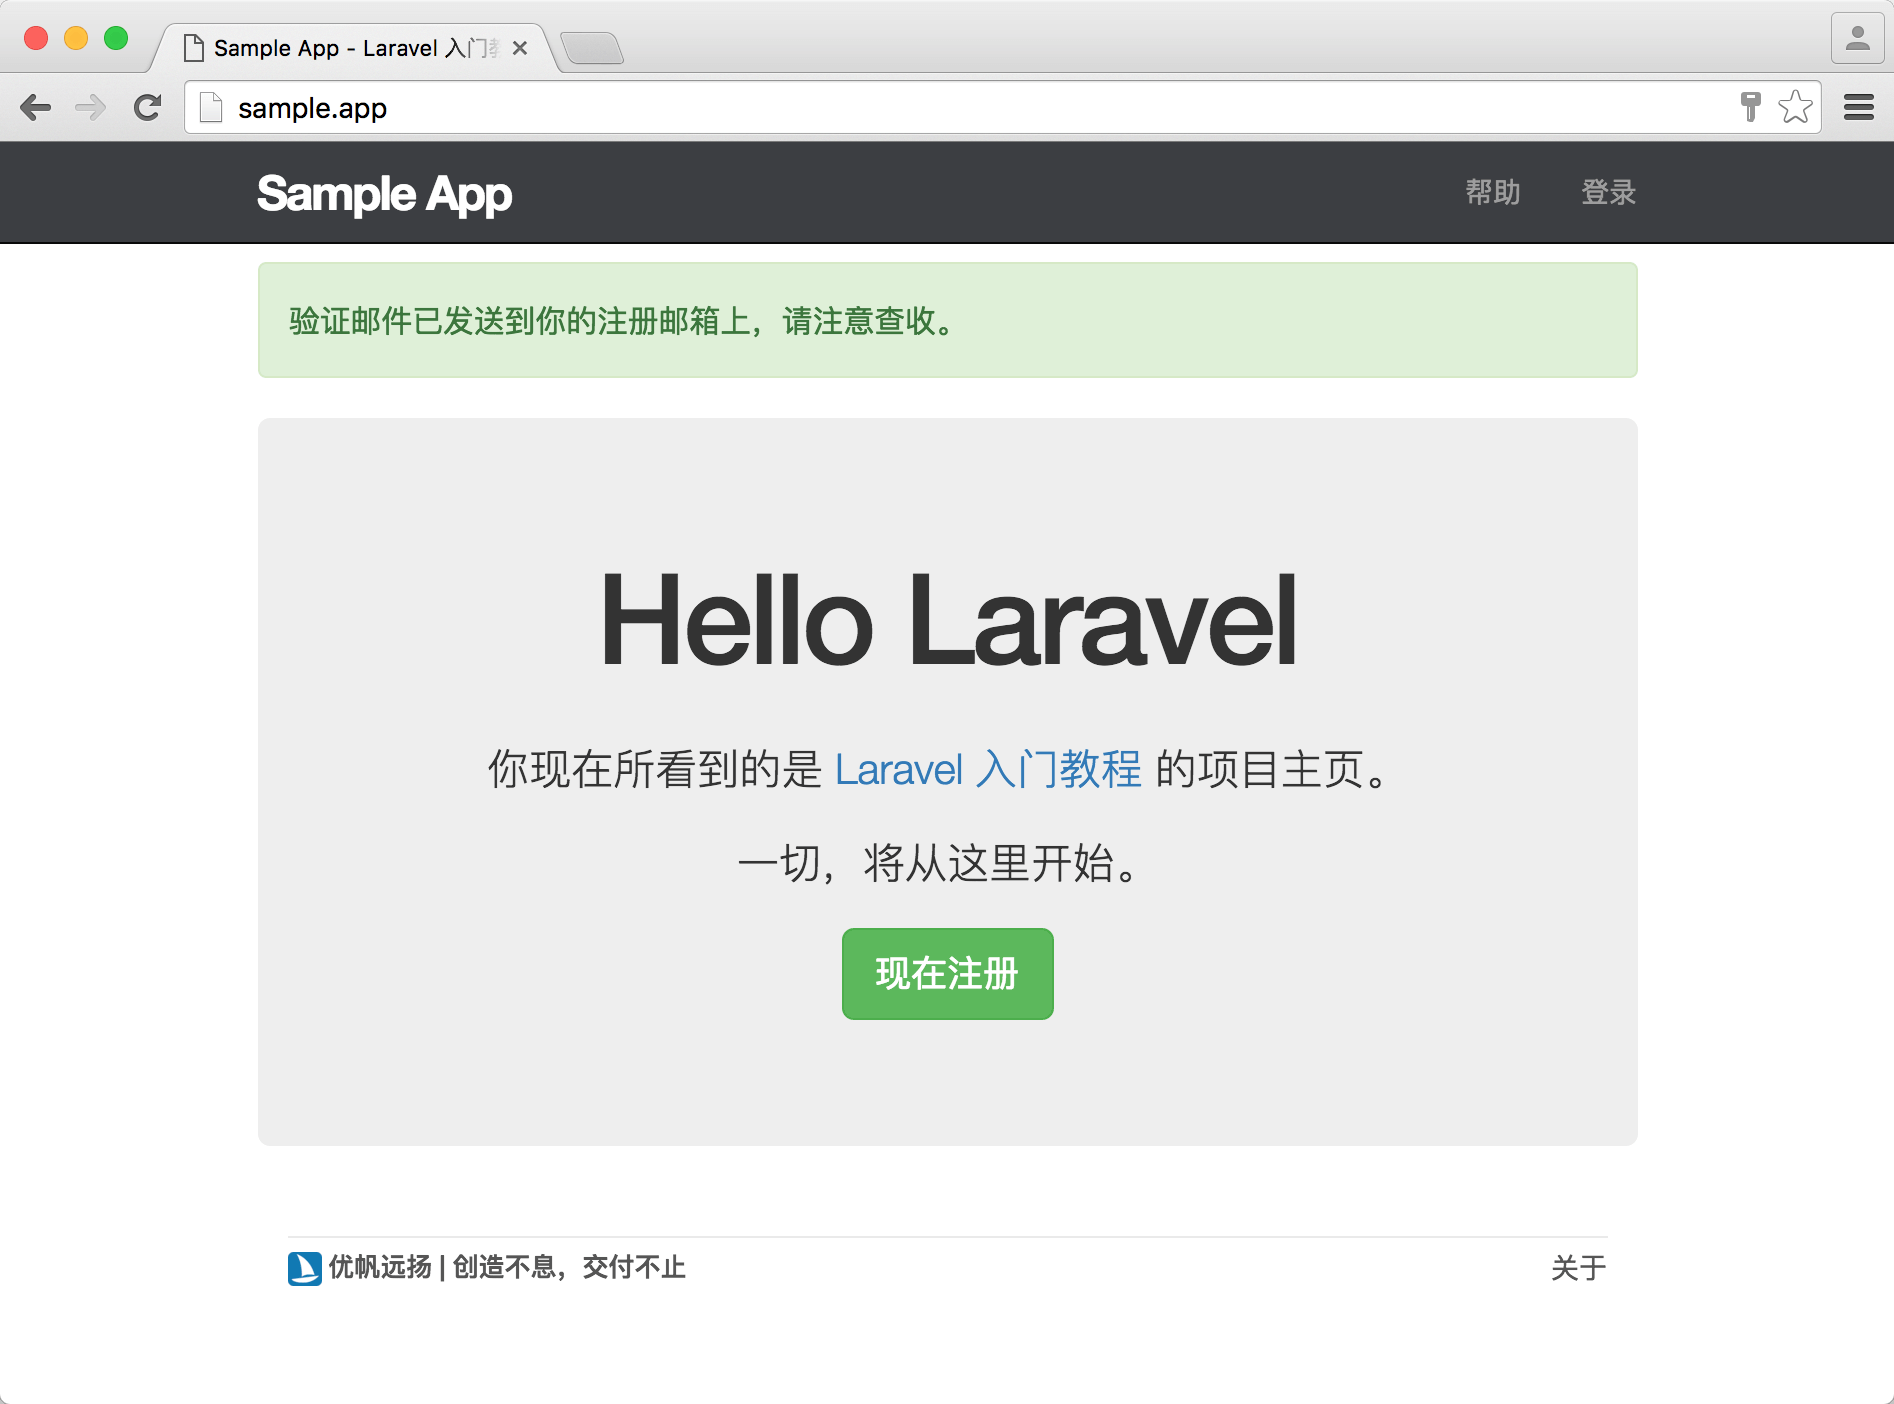 Sample App - Laravel 入门
sample.app
Sample App
帮助
登录
验证邮件已发送到你的注册邮箱上，请注意查收。
Hello Laravel
你现在所看到的是 Laravel 入门教程 的项目主页。
一切，将从这里开始。
现在注册
优帆远扬 | 创造不息，交付不止
关于